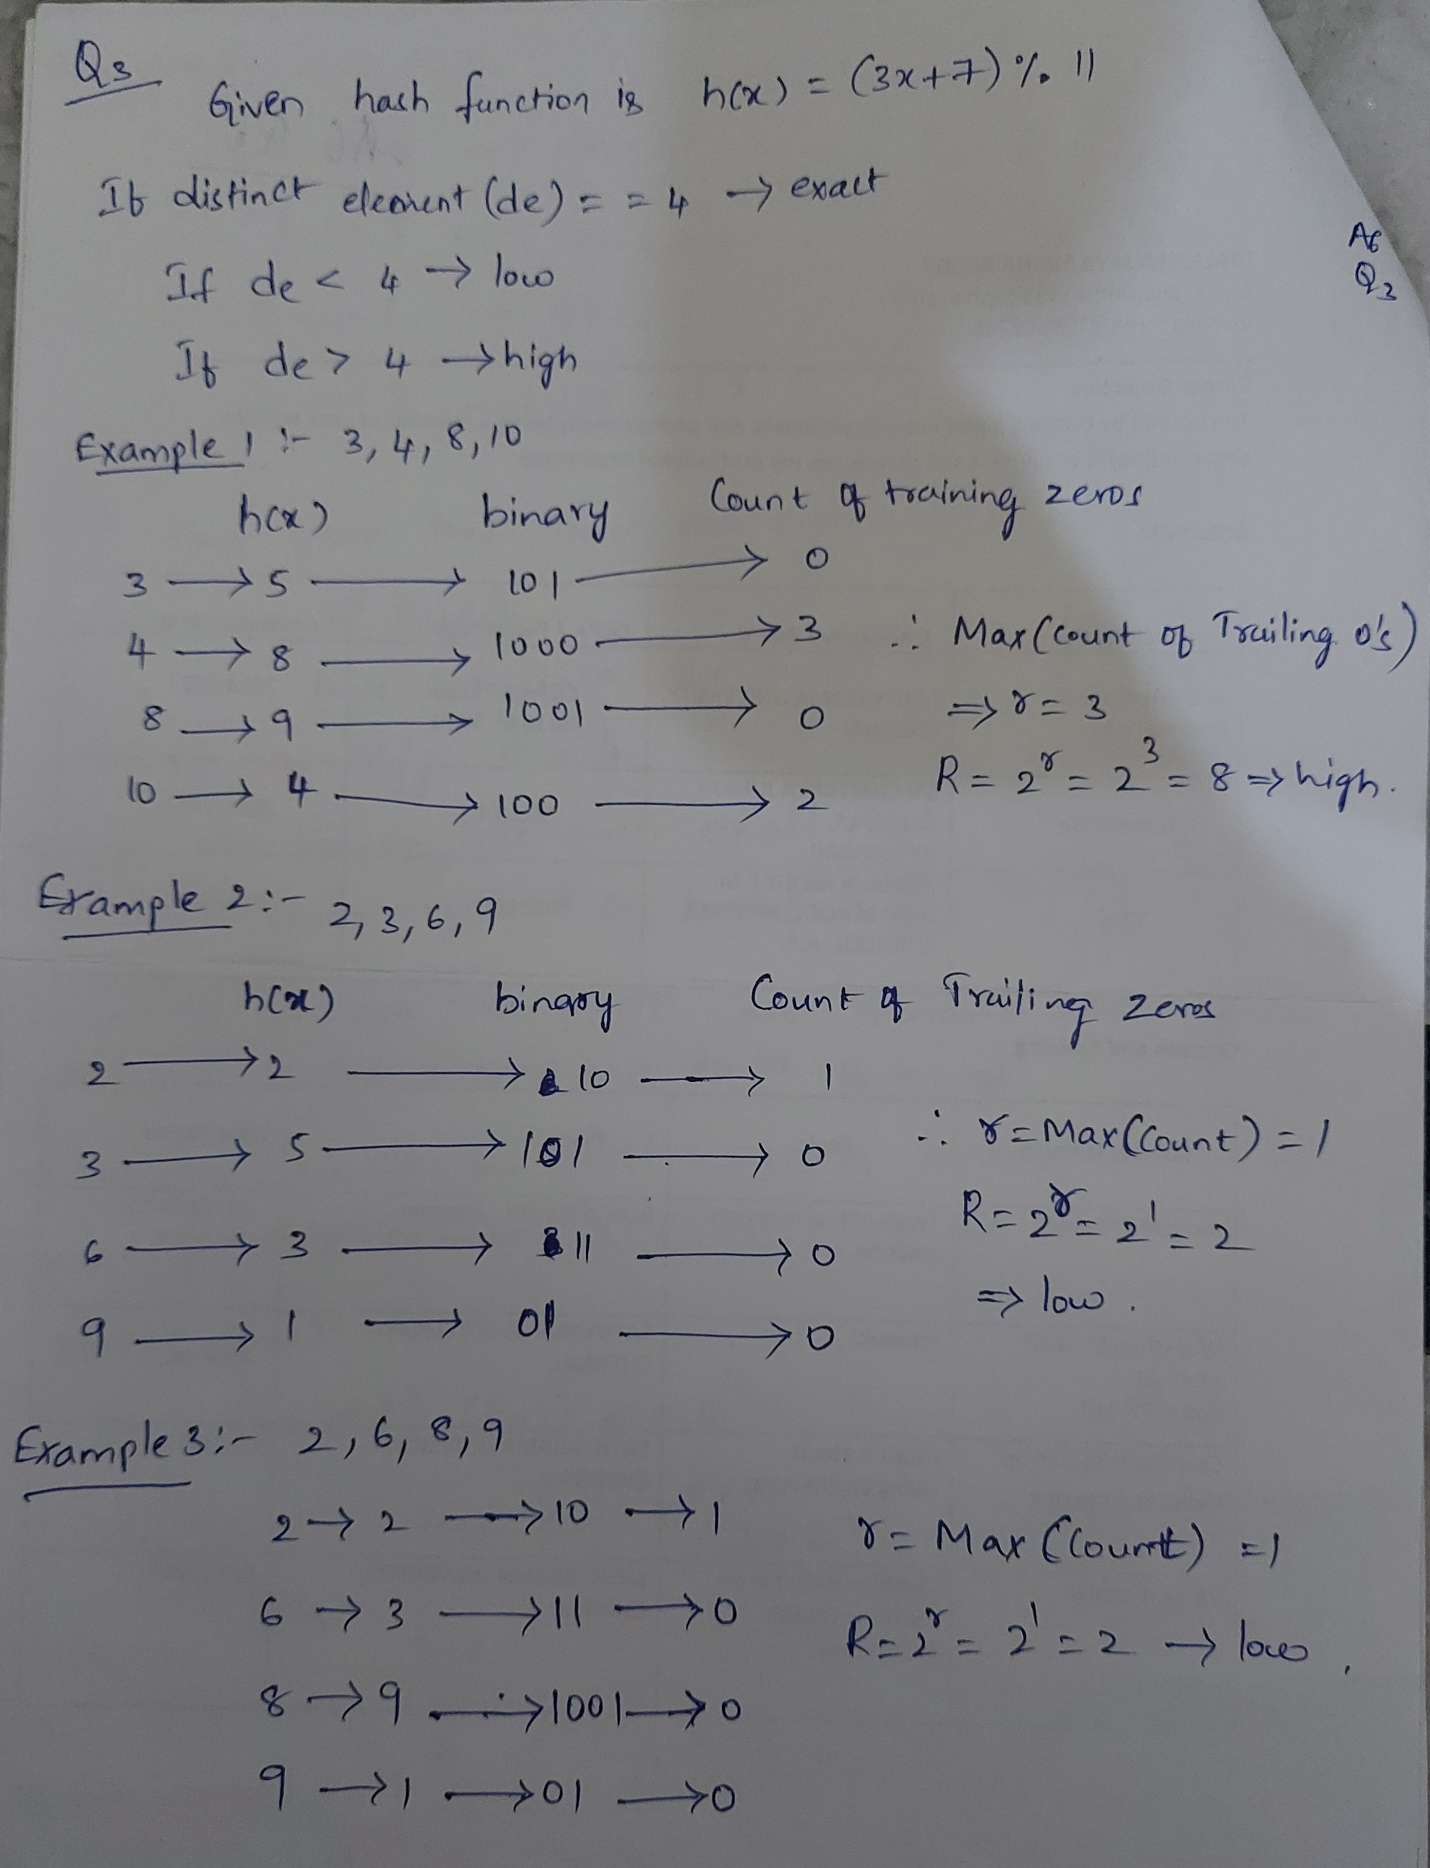 Q3
Given hash function is h(x) = (3x+7) % 11
If distinct element (de) = = 4 → exact
A6
Q3
If de < 4 → low
If de > 4 → high
Example 1 :- 3, 4, 8, 10
h(x) binary Count of training zeros
3 → 5 → 101 → 0
4 → 8 → 1000 → 3 ∴ Max(count of Trailing 0's)
8 → 9 → 1001 → 0 ⇒ r = 3
10 → 4 → 100 → 2 R = 2^r = 2^3 = 8 ⇒ high.
Example 2 :- 2, 3, 6, 9
h(x) binary Count of Trailing zeros
2 → 2 → 10 → 1
3 → 5 → 101 → 0 ∴ r = Max(Count) = 1
6 → 3 → 11 → 0 R = 2^r = 2^1 = 2
9 → 1 → 01 → 0 ⇒ low.
Example 3 :- 2, 6, 8, 9
2 → 2 → 10 → 1 r = Max (Count) = 1
6 → 3 → 11 → 0 R = 2^r = 2^1 = 2 → low.
8 → 9 → 1001 → 0
9 → 1 → 01 → 0